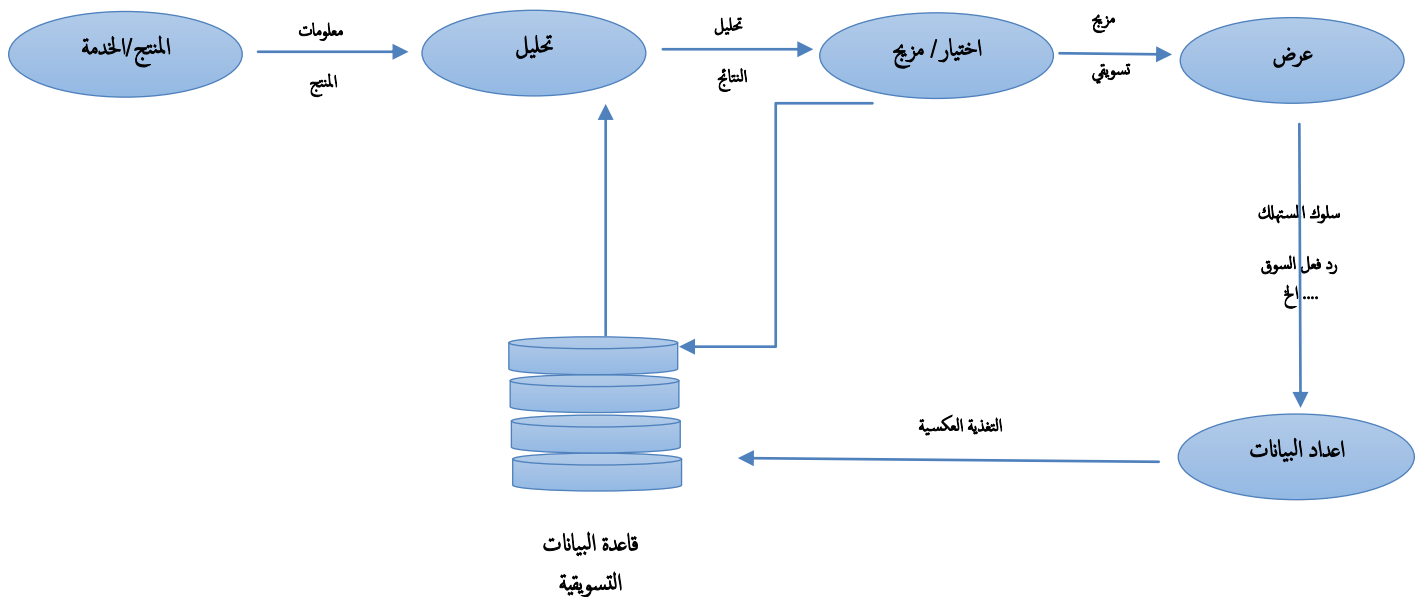 المنتج/الخدمة
معلومات
المنتج
تحليل
تحليل
النتائج
اختيار/ مزيج
مزيج
تسويقي
عرض
سلوك المستهلك
رد فعل السوق
.... الخ
اعداد البيانات
التغذية العكسية
قاعدة البيانات
التسويقية